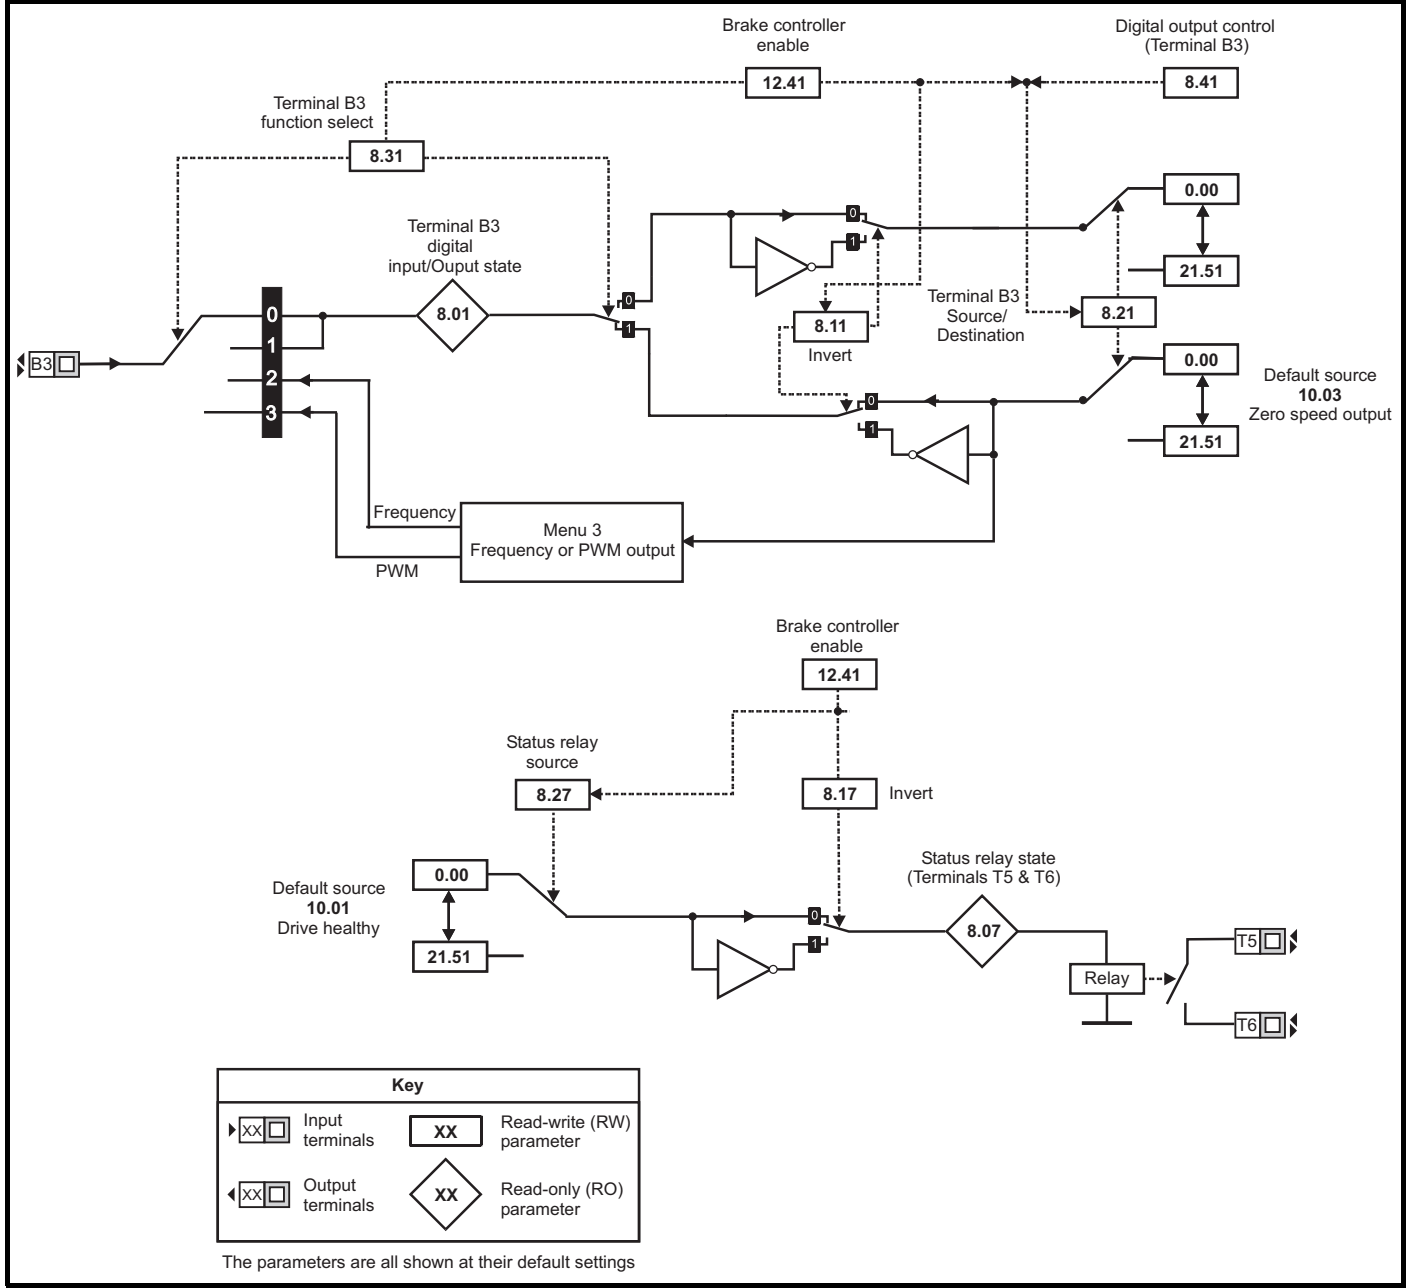 Brake controller
enable
12.41
Digital output control
(Terminal B3)
8.41
Terminal B3
function select
8.31
Terminal B3
digital
input/Ouput state
8.01
B3
0
1
2
3
0
1
0
1
8.11
Invert
Terminal B3
Source/
Destination
8.21
0.00
21.51
0.00
21.51
Default source
10.03
Zero speed output
0
1
Frequency
PWM
Menu 3
Frequency or PWM output
Brake controller
enable
12.41
Status relay
source
8.27
8.17
Invert
Default source
10.01
Drive healthy
0.00
21.51
0
1
Status relay state
(Terminals T5 & T6)
8.07
Relay
T5
T6
Key
XX
Input
terminals
XX
Read-write (RW)
parameter
XX
Output
terminals
XX
Read-only (RO)
parameter
The parameters are all shown at their default settings